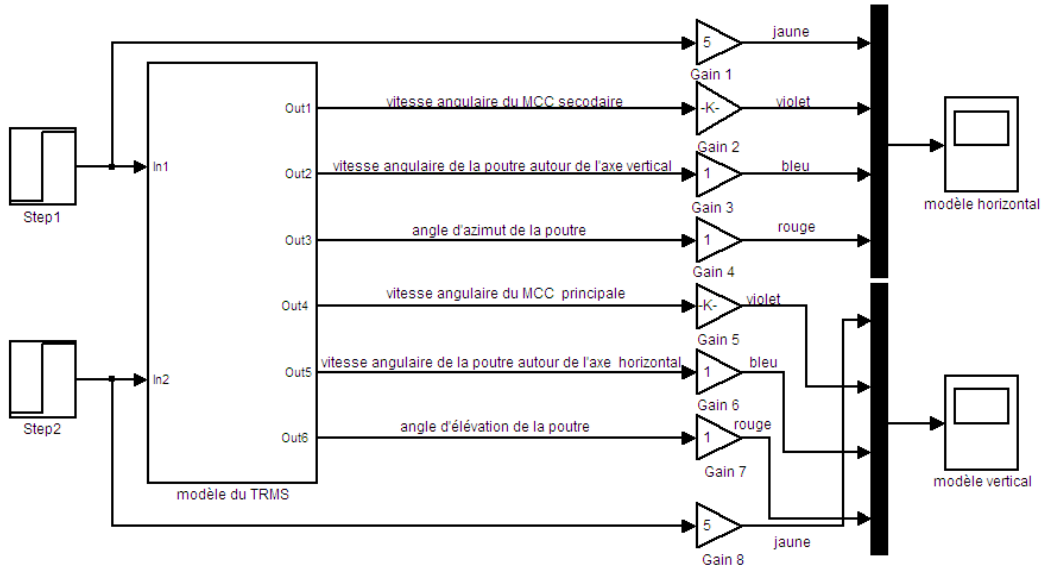 jaune
5
Gain 1
Out1
vitesse angulaire du MCC secodaire
-K-
violet
Gain 2
In1
Out2
vitesse angulaire de la poutre autour de l'axe vertical
1
bleu
Gain 3
Step1
modèle horizontal
Out3
angle d'azimut de la poutre
1
rouge
Gain 4
Out4
vitesse angulaire du MCC principale
-K-
violet
Gain 5
In2
Out5
vitesse angulaire de la poutre autour de l'axe horizontal
1
bleu
Gain 6
Step2
Out6
angle d'élévation de la poutre
1
rouge
Gain 7
modèle vertical
modèle du TRMS
5
jaune
Gain 8